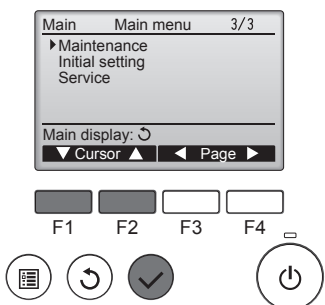 Main Main menu 3/3
Maintenance
Initial setting
Service
Main display:
Cursor Page
F1 F2 F3 F4